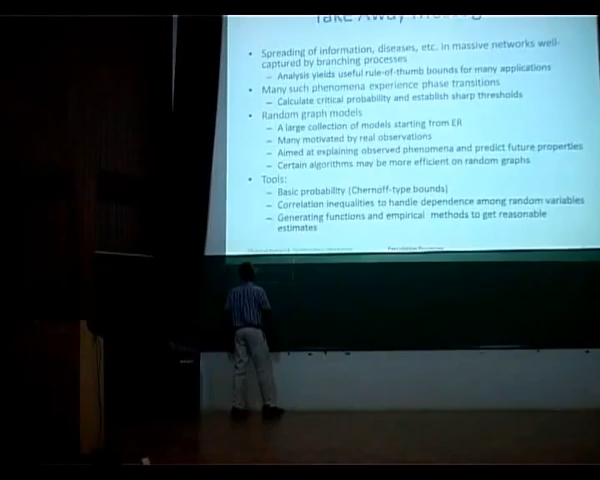 Take Away
• Spreading of information, diseases, etc. in massive networks well-
captured by branching processes
– Analysis yields useful rule-of-thumb bounds for many applications
• Many such phenomena experience phase transitions
– Calculate critical probability and establish sharp thresholds
• Random graph models
– A large collection of models starting from ER
– Many motivated by real observations
– Aimed at explaining observed phenomena and predict future properties
– Certain algorithms may be more efficient on random graphs
• Tools:
– Basic probability (Chernoff-type bounds)
– Correlation inequalities to handle dependence among random variables
– Generating functions and empirical methods to get reasonable
estimates